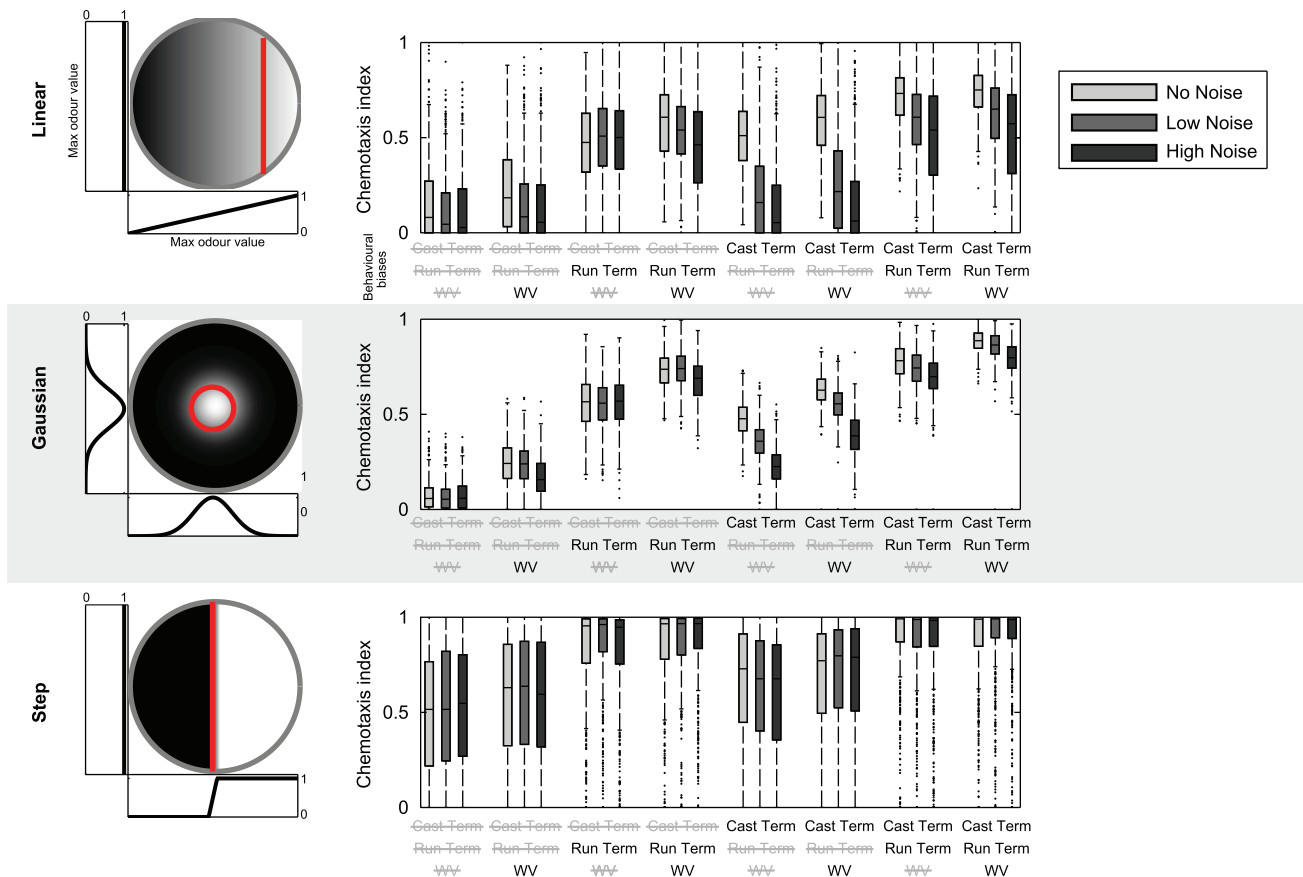 Linear
0 1
Max odour value
1
0
Max odour value
Chemotaxis index
1
0.5
0
Behavioural
biases
Cast Term Cast Term Cast Term Cast Term Cast Term Cast Term Cast Term Cast Term
Run Term Run Term Run Term Run Term Run Term Run Term Run Term Run Term
WV WV WV WV WV WV WV WV
No Noise
Low Noise
High Noise
Gaussian
0 1
1
0
Chemotaxis index
1
0.5
0
Cast Term Cast Term Cast Term Cast Term Cast Term Cast Term Cast Term Cast Term
Run Term Run Term Run Term Run Term Run Term Run Term Run Term Run Term
WV WV WV WV WV WV WV WV
Step
0 1
1
0
Chemotaxis index
1
0.5
0
Cast Term Cast Term Cast Term Cast Term Cast Term Cast Term Cast Term Cast Term
Run Term Run Term Run Term Run Term Run Term Run Term Run Term Run Term
WV WV WV WV WV WV WV WV